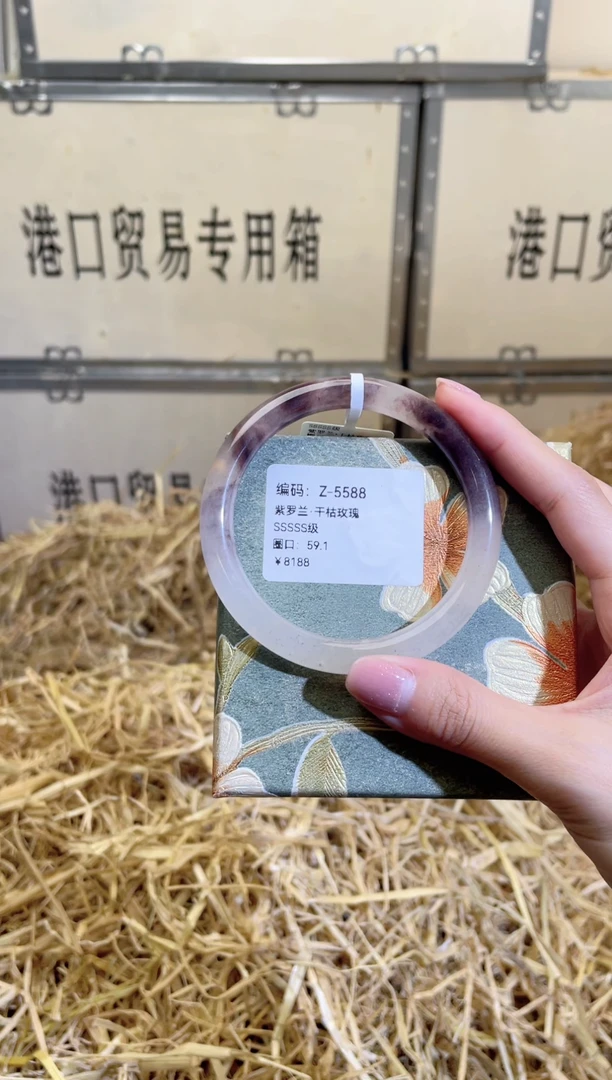 港口贸易专用箱
港口贸
港口贸易
编码: Z-5588
紫罗兰·干枯玫瑰
SSSSS级
圈口: 59.1
￥8188